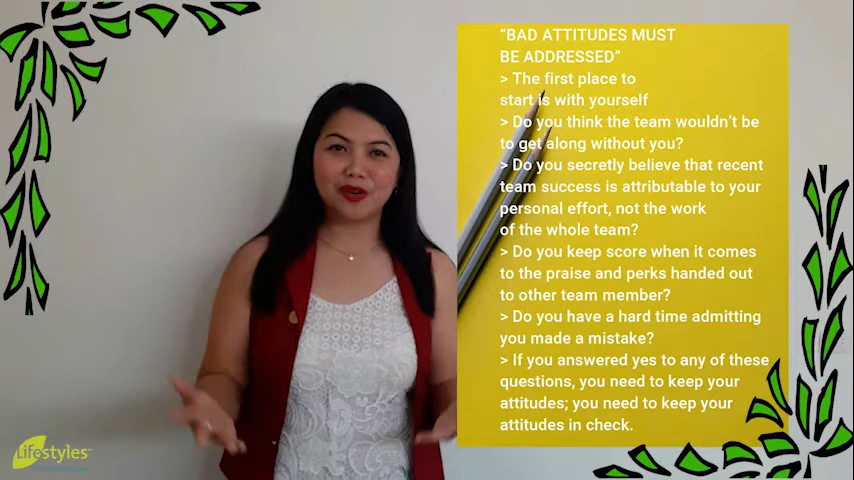 “BAD ATTITUDES MUST
BE ADDRESSED”
> The first place to
start is with yourself
> Do you think the team wouldn’t be
to get along without you?
> Do you secretly believe that recent
team success is attributable to your
personal effort, not the work
of the whole team?
> Do you keep score when it comes
to the praise and perks handed out
to other team member?
> Do you have a hard time admitting
you made a mistake?
> If you answered yes to any of these
questions, you need to keep your
attitudes; you need to keep your
attitudes in check.
Lifestyles